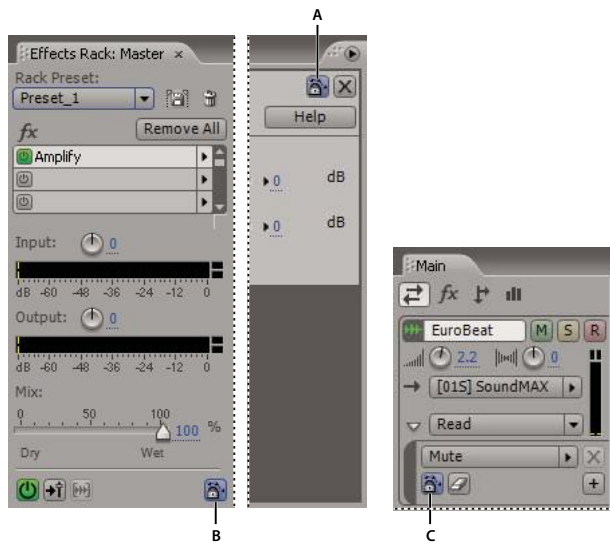 A
Effects Rack: Master ×
Rack Preset:
Preset_1
fx
Remove All
Amplify
Input: 0
dB -60 -48 -36 -24 -12 0
Output: 0
dB -60 -48 -36 -24 -12 0
Mix:
0 50 100
100 %
Dry Wet
B
Help
0 dB
0 dB
Main
fx
EuroBeat M S R
2.2 0
[01S] SoundMAX
Read
Mute
C